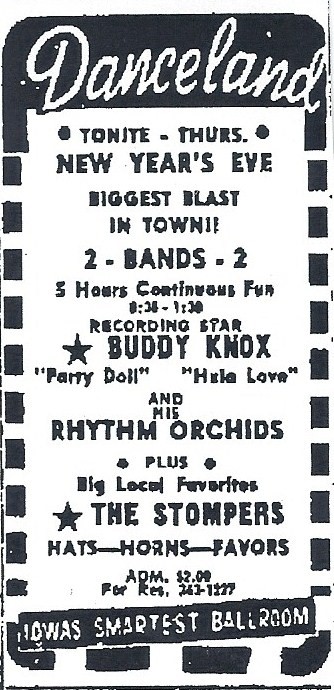 Danceland
• TONITE - THURS. •
NEW YEAR'S EVE
BIGGEST BLAST
IN TOWN!!
2 - BANDS - 2
5 Hours Continuous Fun
8:30 - 1:30
RECORDING STAR
★ BUDDY KNOX
"Party Doll" "Hula Love"
AND
HIS
RHYTHM ORCHIDS
• PLUS •
Big Local Favorites
★ THE STOMPERS
HATS—HORNS—FAVORS
ADM. $2.00
For Res. 363-1227
IOWAS SMARTEST BALLROOM